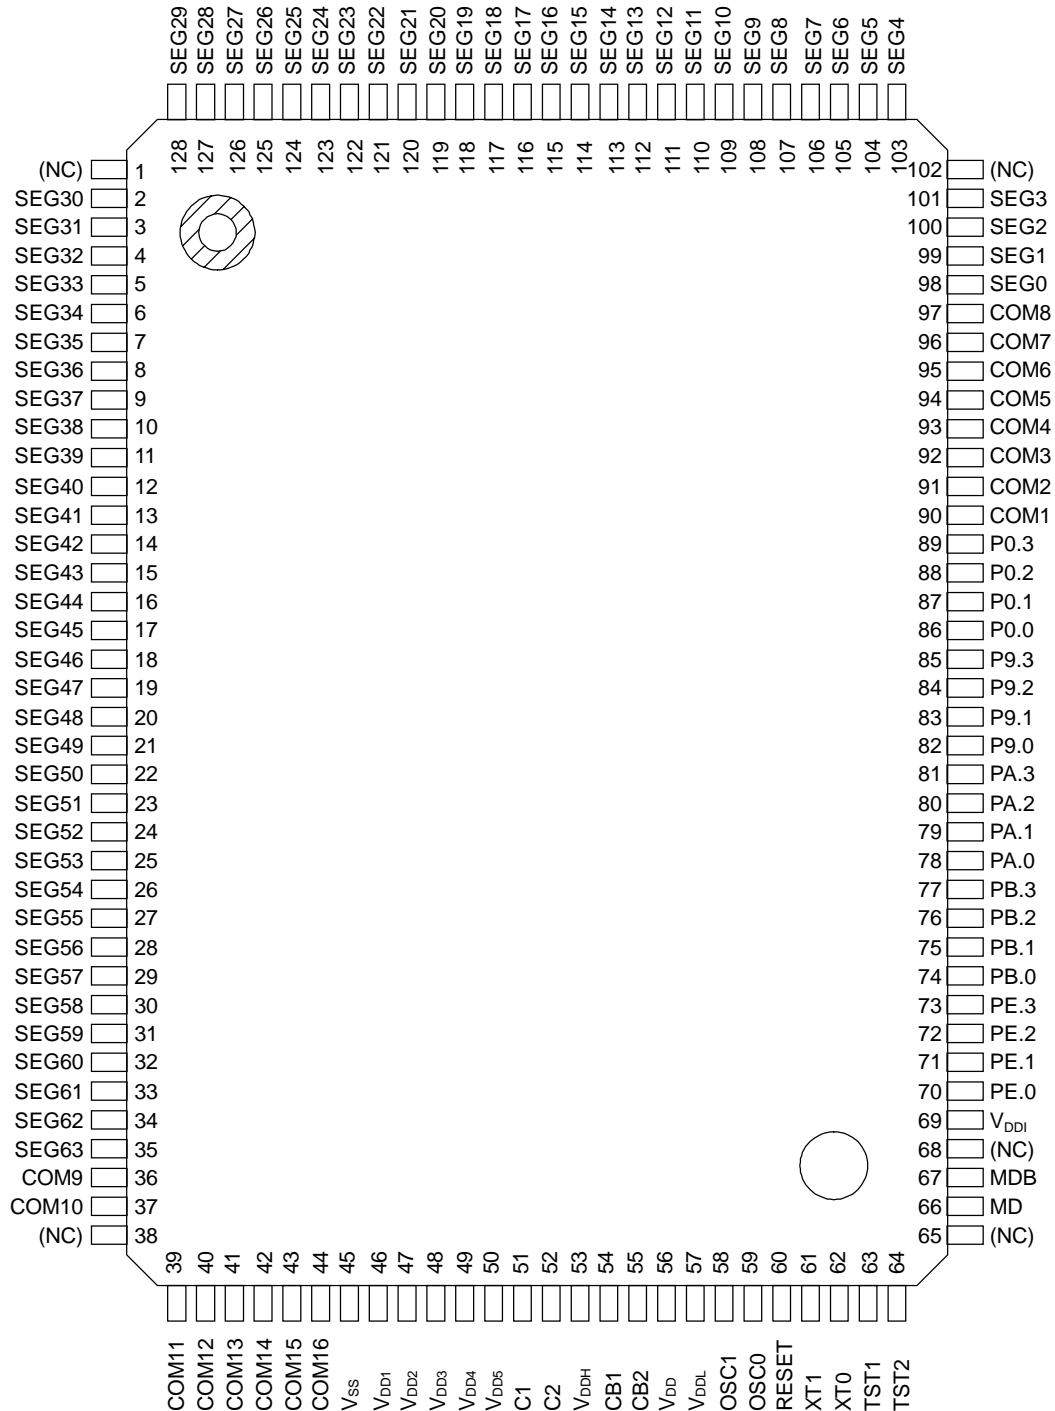 SEG29 SEG28 SEG27 SEG26 SEG25 SEG24 SEG23 SEG22 SEG21 SEG20 SEG19 SEG18 SEG17 SEG16 SEG15 SEG14 SEG13 SEG12 SEG11 SEG10 SEG9 SEG8 SEG7 SEG6 SEG5 SEG4
128 127 126 125 124 123 122 121 120 119 118 117 116 115 114 113 112 111 110 109 108 107 106 105 104 103
(NC) 1 102 (NC)
SEG30 2 101 SEG3
SEG31 3 100 SEG2
SEG32 4 99 SEG1
SEG33 5 98 SEG0
SEG34 6 97 COM8
SEG35 7 96 COM7
SEG36 8 95 COM6
SEG37 9 94 COM5
SEG38 10 93 COM4
SEG39 11 92 COM3
SEG40 12 91 COM2
SEG41 13 90 COM1
SEG42 14 89 P0.3
SEG43 15 88 P0.2
SEG44 16 87 P0.1
SEG45 17 86 P0.0
SEG46 18 85 P9.3
SEG47 19 84 P9.2
SEG48 20 83 P9.1
SEG49 21 82 P9.0
SEG50 22 81 PA.3
SEG51 23 80 PA.2
SEG52 24 79 PA.1
SEG53 25 78 PA.0
SEG54 26 77 PB.3
SEG55 27 76 PB.2
SEG56 28 75 PB.1
SEG57 29 74 PB.0
SEG58 30 73 PE.3
SEG59 31 72 PE.2
SEG60 32 71 PE.1
SEG61 33 70 PE.0
SEG62 34 69 VDDI
SEG63 35 68 (NC)
COM9 36 67 MDB
COM10 37 66 MD
(NC) 38 65 (NC)
39 40 41 42 43 44 45 46 47 48 49 50 51 52 53 54 55 56 57 58 59 60 61 62 63 64
COM11 COM12 COM13 COM14 COM15 COM16 VSS VDD1 VDD2 VDD3 VDD4 VDD5 C1 C2 VDDH CB1 CB2 VDD VDDL OSC1 OSC0 RESET XT1 XT0 TST1 TST2